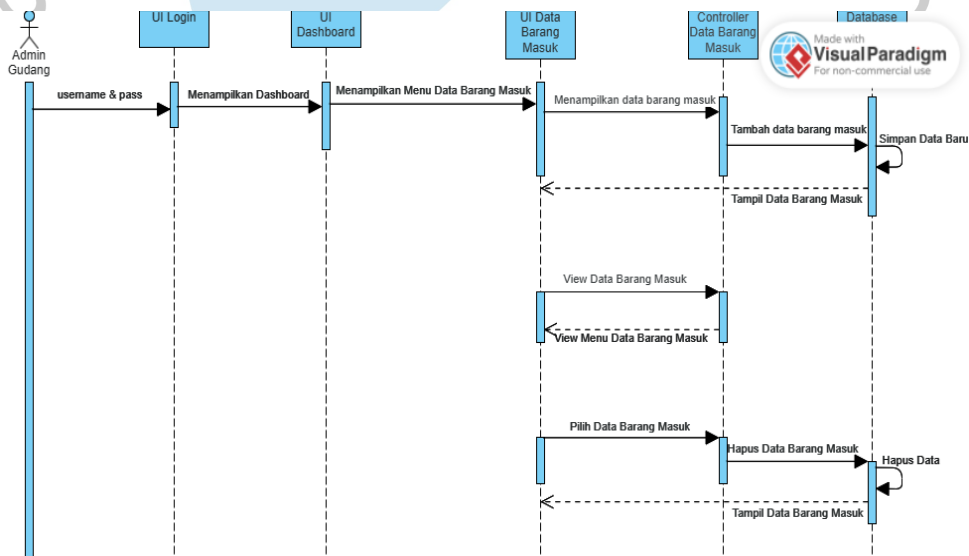 UI Login
UI
Dashboard
UI Data
Barang
Masuk
Controller
Data Barang
Masuk
Database
Made with
Visual Paradigm
For non-commercial use
Admin
Gudang
username & pass
Menampilkan Dashboard
Menampilkan Menu Data Barang Masuk
Menampilkan data barang masuk
Tambah data barang masuk
Simpan Data Baru
Tampil Data Barang Masuk
View Data Barang Masuk
View Menu Data Barang Masuk
Pilih Data Barang Masuk
Hapus Data Barang Masuk
Hapus Data
Tampil Data Barang Masuk